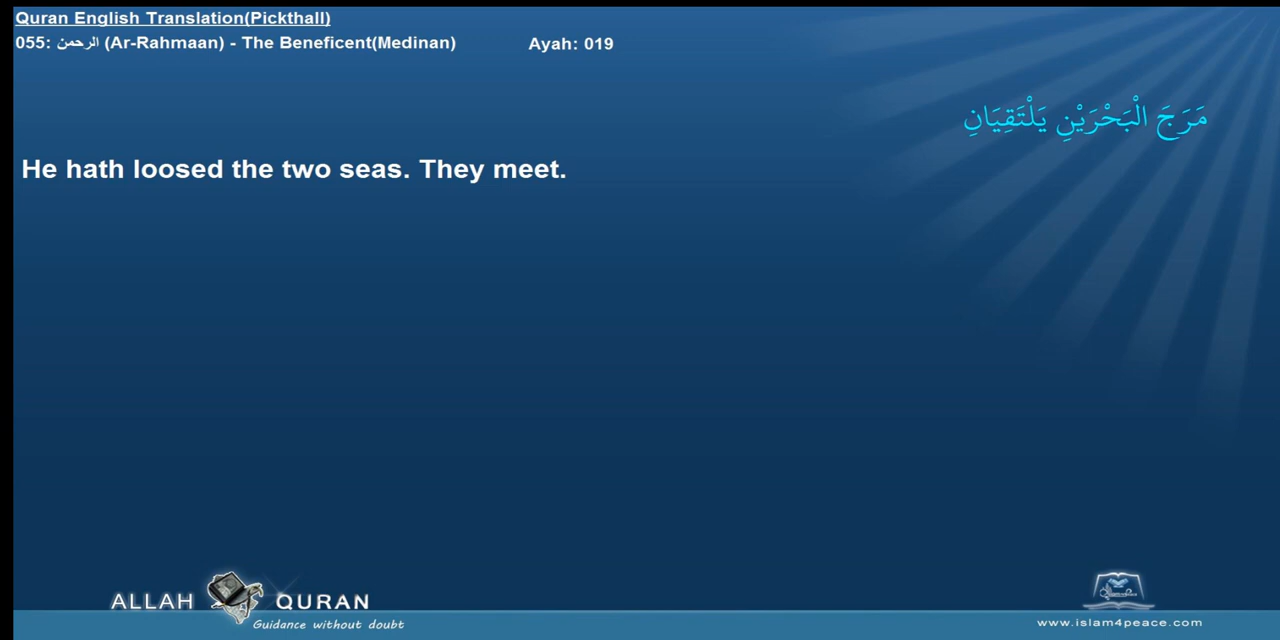 Quran English Translation(Pickthall)
055: الرحمن (Ar-Rahmaan) - The Beneficent(Medinan) Ayah: 019
مَرَجَ الْبَحْرَيْنِ يَلْتَقِيَانِ
He hath loosed the two seas. They meet.
ALLAH QURAN
Guidance without doubt
www.islam4peace.com